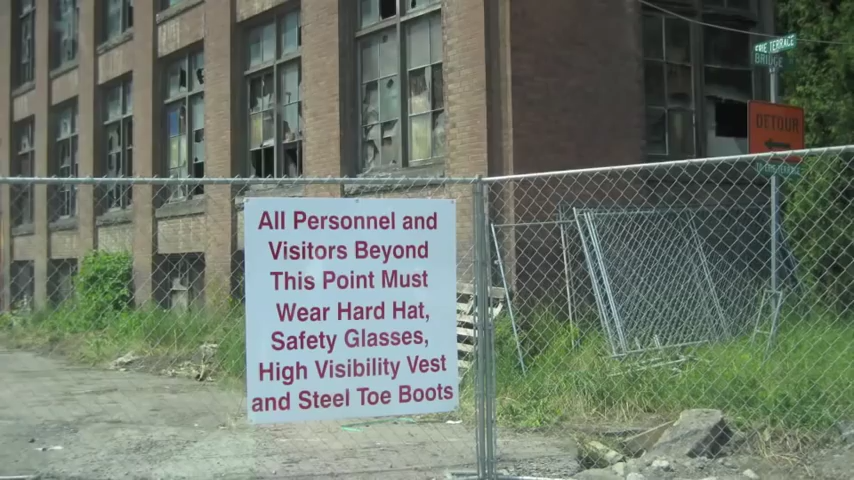 ERIE TERRACE
BRIDGE
DETOUR
All Personnel and
Visitors Beyond
This Point Must
Wear Hard Hat,
Safety Glasses,
High Visibility Vest
and Steel Toe Boots